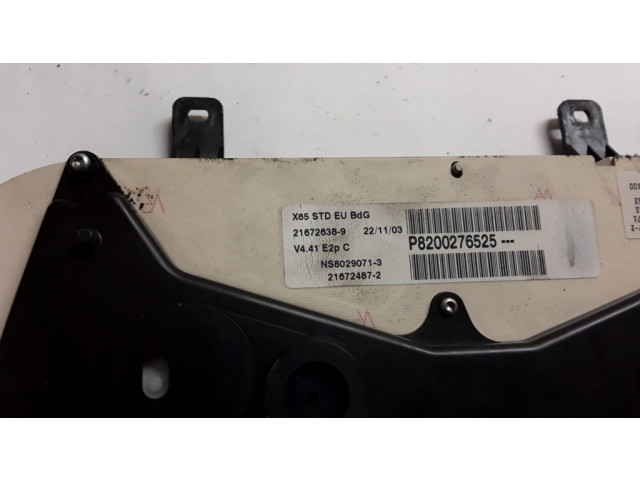 X65 STD EU BdG
21672638-9 22/11/03
V4.41 E2p C
P8200276525---
NS8029071-3
21672487-2